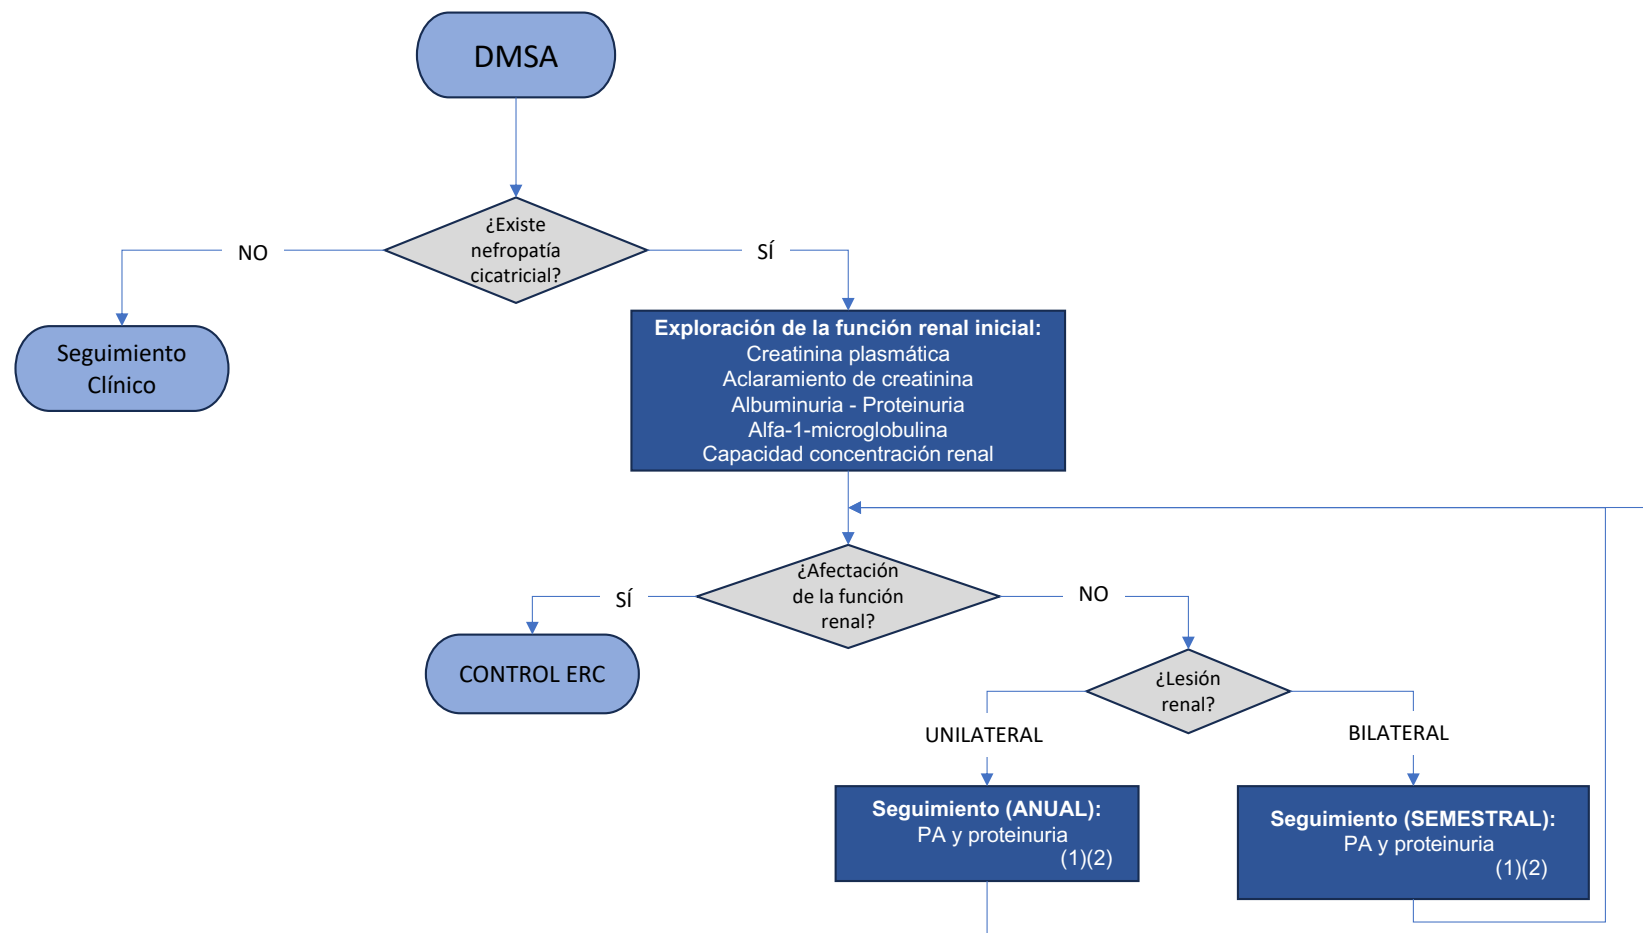 DMSA
¿Existe
nefropatía
cicatricial?
NO
SÍ
Seguimiento
Clínico
Exploración de la función renal inicial:
Creatinina plasmática
Aclaramiento de creatinina
Albuminuria - Proteinuria
Alfa-1-microglobulina
Capacidad concentración renal
¿Afectación
de la función
renal?
SÍ
NO
CONTROL ERC
¿Lesión
renal?
UNILATERAL
BILATERAL
Seguimiento (ANUAL):
PA y proteinuria
(1)(2)
Seguimiento (SEMESTRAL):
PA y proteinuria
(1)(2)